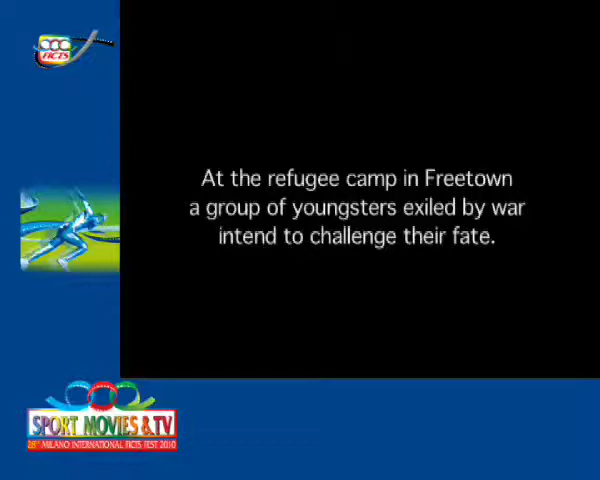 FICTS
At the refugee camp in Freetown
a group of youngsters exiled by war
intend to challenge their fate.
SPORT MOVIES & TV
28TH MILANO INTERNATIONAL FICTS FEST 2010